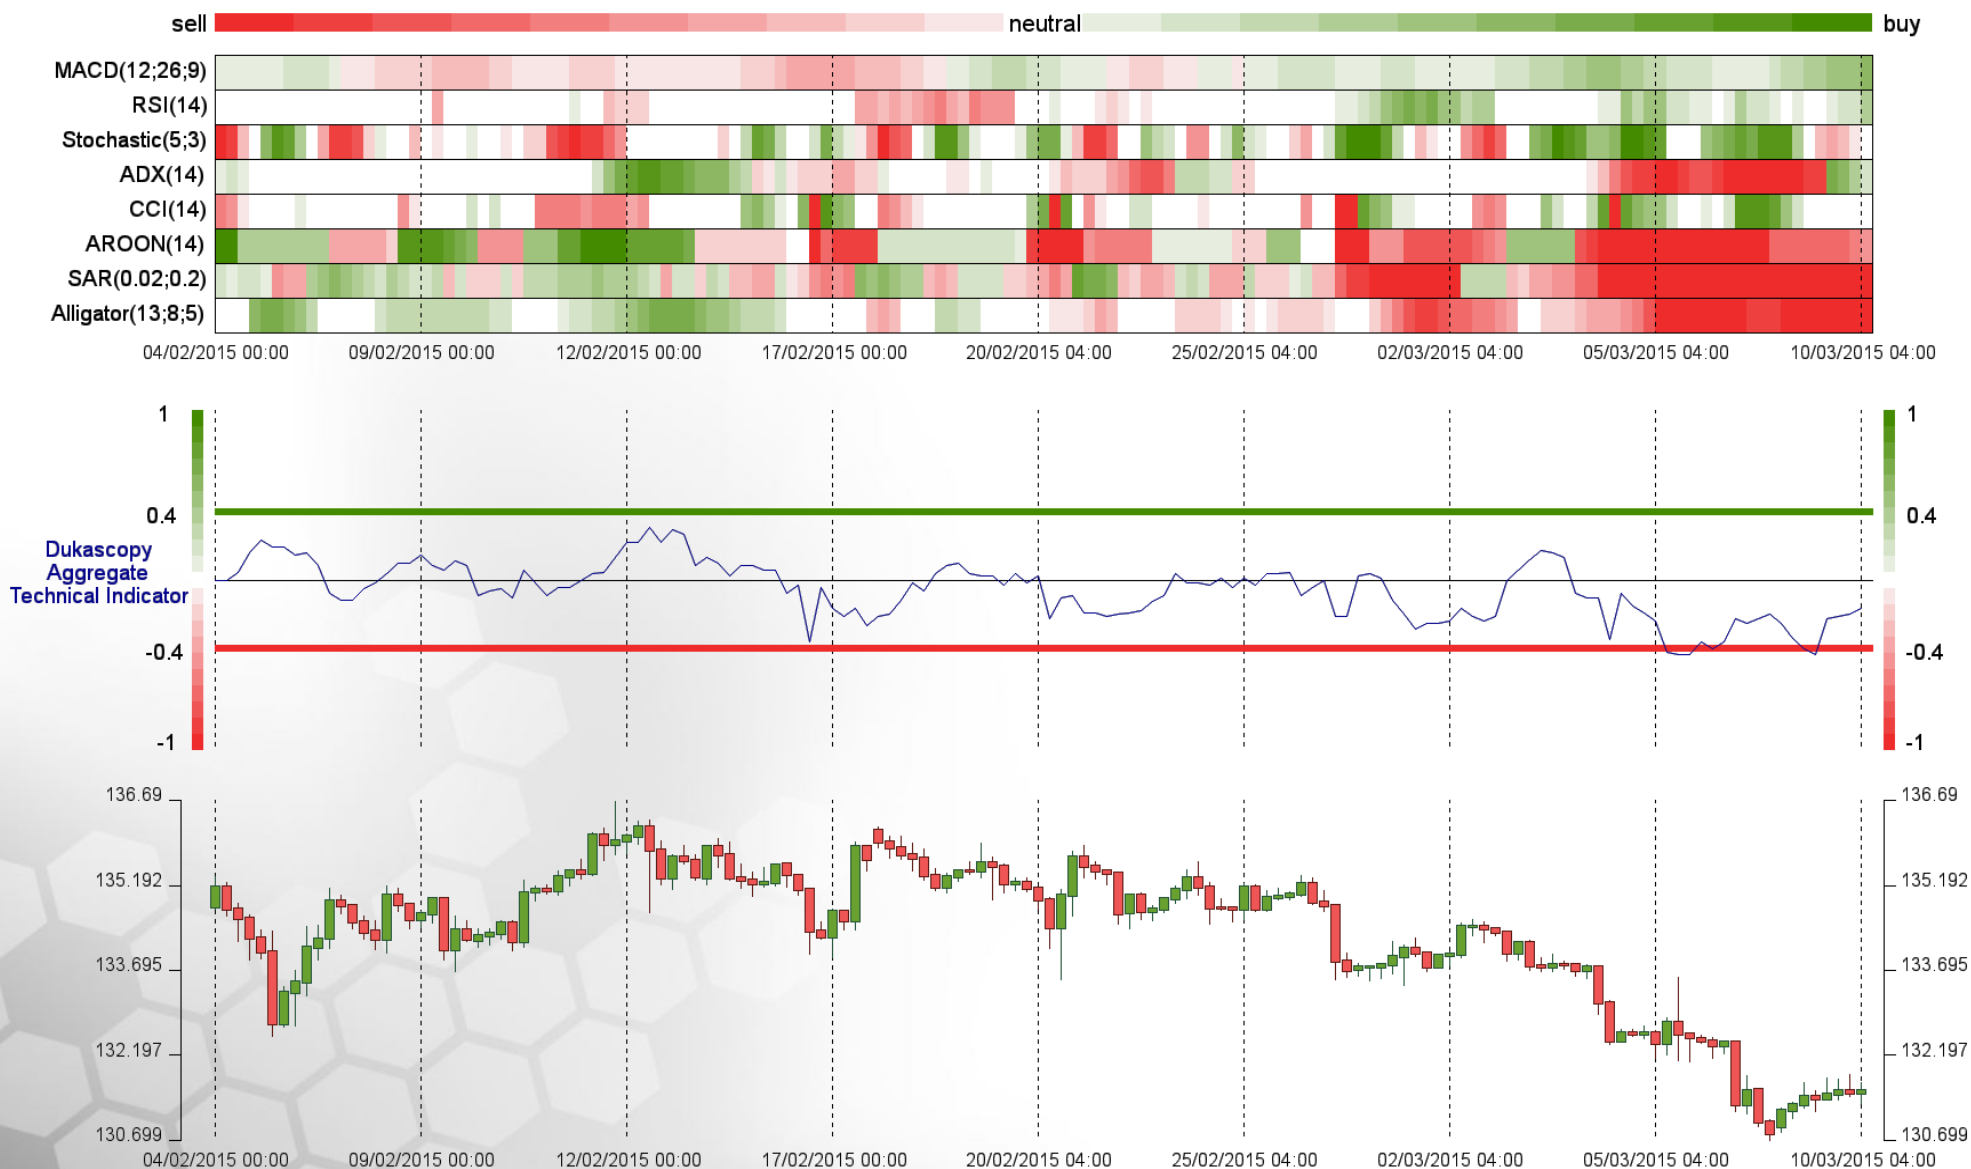 sell neutral buy
MACD(12;26;9)
RSI(14)
Stochastic(5;3)
ADX(14)
CCI(14)
AROON(14)
SAR(0.02;0.2)
Alligator(13;8;5)
04/02/2015 00:00 09/02/2015 00:00 12/02/2015 00:00 17/02/2015 00:00 20/02/2015 04:00 25/02/2015 04:00 02/03/2015 04:00 05/03/2015 04:00 10/03/2015 04:00
1 1
0.4 0.4
Dukascopy
Aggregate
Technical Indicator
-0.4 -0.4
-1 -1
136.69 136.69
135.192 135.192
133.695 133.695
132.197 132.197
130.699 130.699
04/02/2015 00:00 09/02/2015 00:00 12/02/2015 00:00 17/02/2015 00:00 20/02/2015 04:00 25/02/2015 04:00 02/03/2015 04:00 05/03/2015 04:00 10/03/2015 04:00